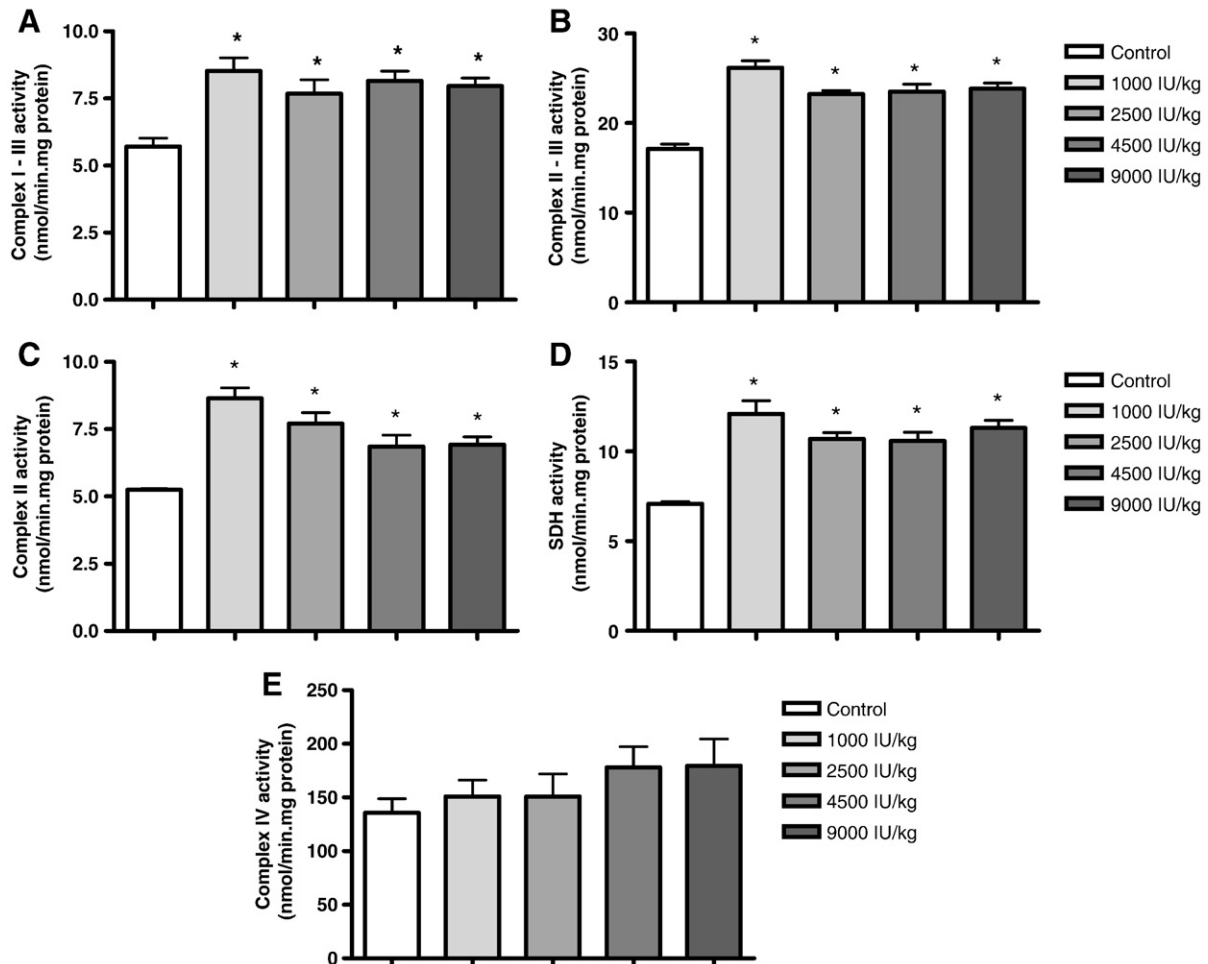 A
Complex I - III activity
(nmol/min.mg protein)
10.0
7.5
5.0
2.5
0.0
*
*
*
*
B
Complex II - III activity
(nmol/min.mg protein)
30
20
10
0
*
*
*
*
Control
1000 IU/kg
2500 IU/kg
4500 IU/kg
9000 IU/kg
C
Complex II activity
(nmol/min.mg protein)
10.0
7.5
5.0
2.5
0.0
*
*
*
*
D
SDH activity
(nmol/min.mg protein)
15
10
5
0
*
*
*
*
Control
1000 IU/kg
2500 IU/kg
4500 IU/kg
9000 IU/kg
E
Complex IV activity
(nmol/min.mg protein)
250
200
150
100
50
0
Control
1000 IU/kg
2500 IU/kg
4500 IU/kg
9000 IU/kg